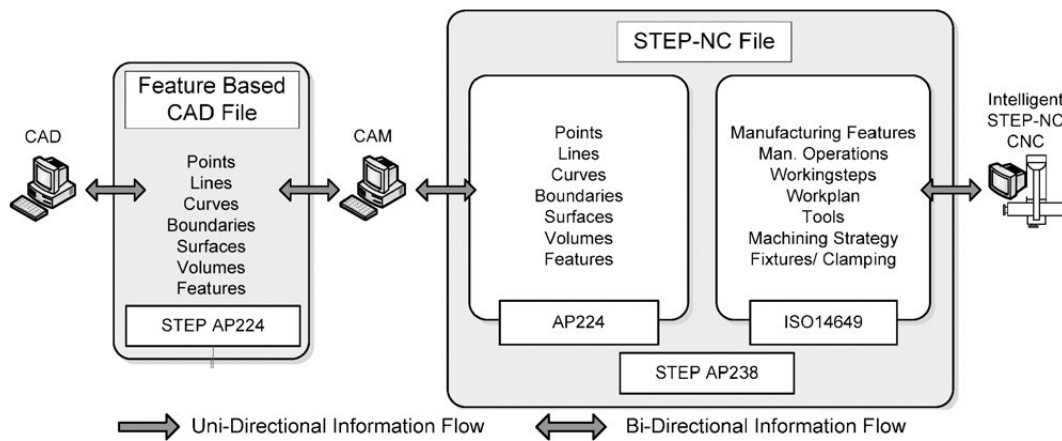 STEP-NC File
Feature Based
CAD File
CAD
Points
Lines
Curves
Boundaries
Surfaces
Volumes
Features
STEP AP224
CAM
Points
Lines
Curves
Boundaries
Surfaces
Volumes
Features
AP224
Manufacturing Features
Man. Operations
Workingsteps
Workplan
Tools
Machining Strategy
Fixtures/ Clamping
ISO14649
STEP AP238
Intelligent
STEP-NC
CNC
Uni-Directional Information Flow
Bi-Directional Information Flow